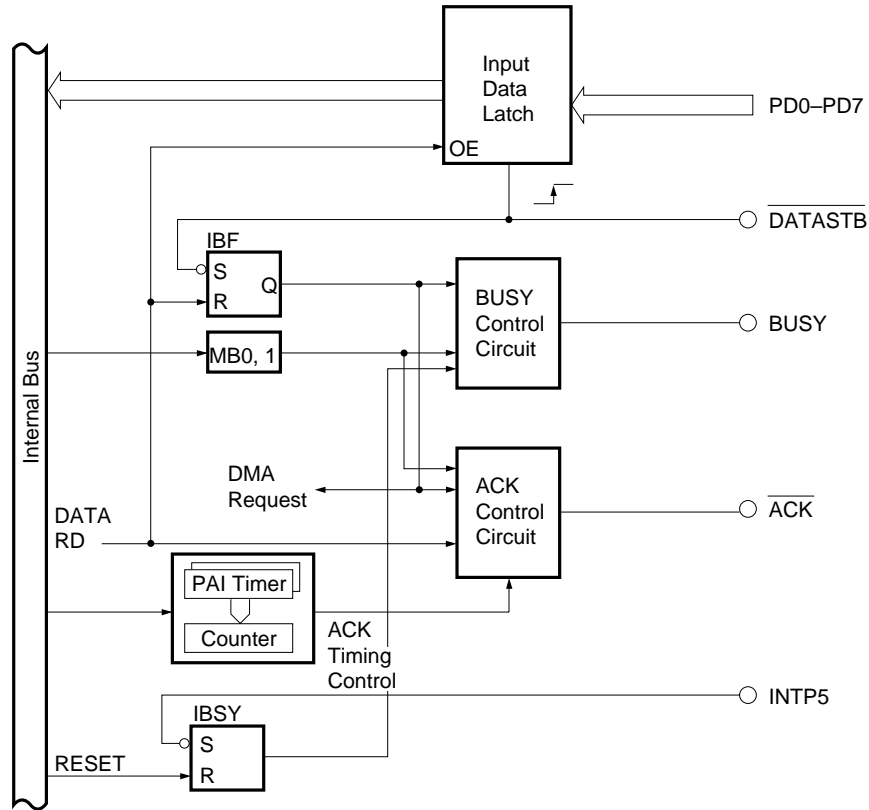 Input
Data
Latch
OE
PD0–PD7
DATASTB
IBF
S
Q
R
BUSY
Control
Circuit
BUSY
MB0, 1
Internal Bus
DMA
Request
ACK
Control
Circuit
ACK
DATA
RD
PAI Timer
Counter
ACK
Timing
Control
INTP5
IBSY
S
R
RESET